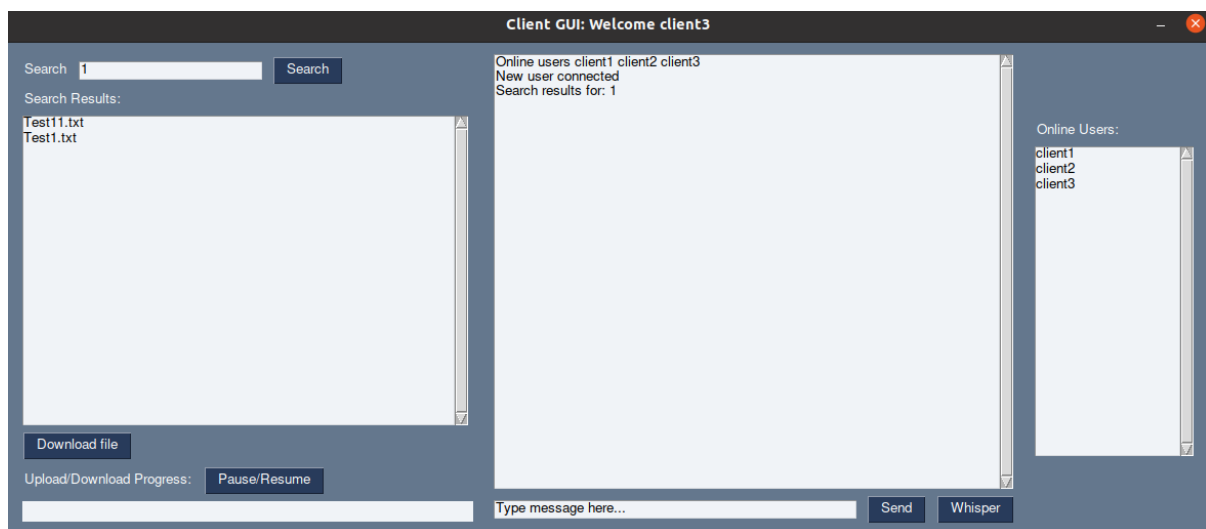 Client GUI: Welcome client3
Search 1 Search
Search Results:
Test11.txt
Test1.txt
Download file
Upload/Download Progress: Pause/Resume
Online users client1 client2 client3
New user connected
Search results for: 1
Type message here... Send Whisper
Online Users:
client1
client2
client3